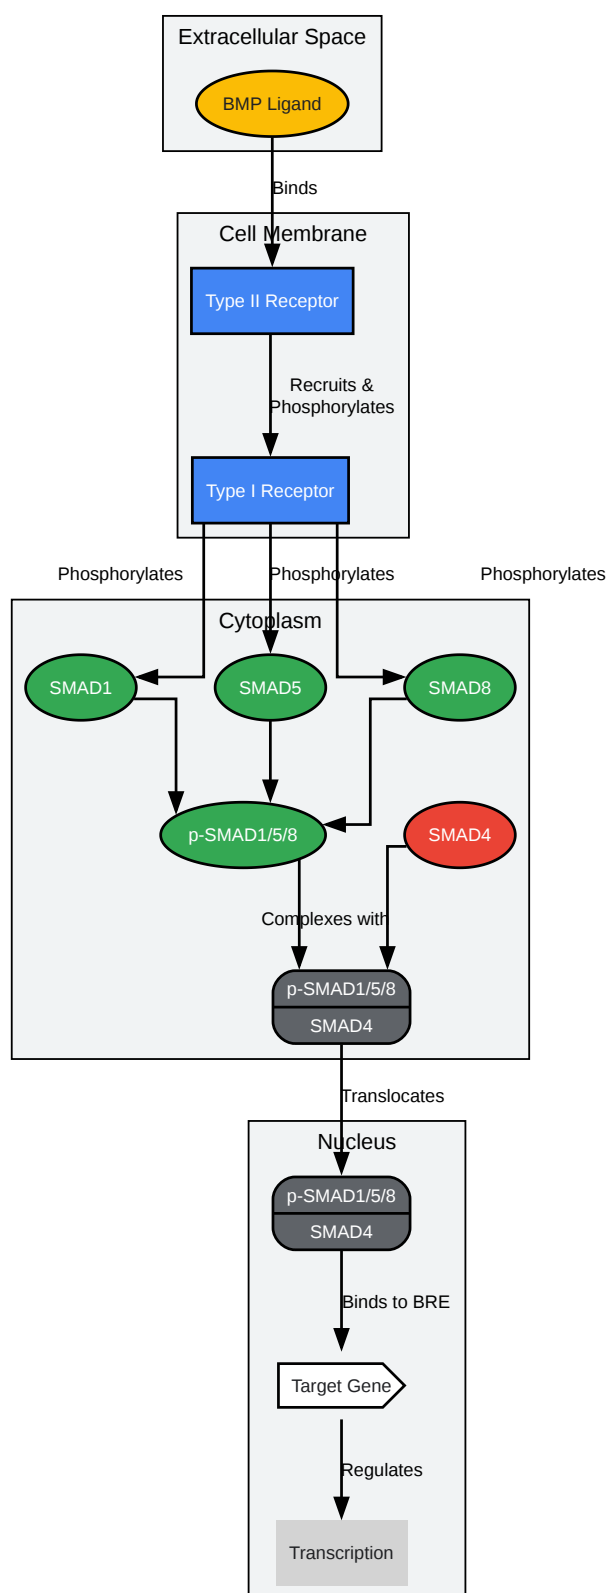 Extracellular Space
BMP Ligand
Binds
Cell Membrane
Type II Receptor
Recruits &
Phosphorylates
Type I Receptor
Phosphorylates
Phosphorylates
Phosphorylates
Cytoplasm
SMAD1
SMAD5
SMAD8
p-SMAD1/5/8
SMAD4
Complexes with
p-SMAD1/5/8
SMAD4
Translocates
Nucleus
p-SMAD1/5/8
SMAD4
Binds to BRE
Target Gene
Regulates
Transcription